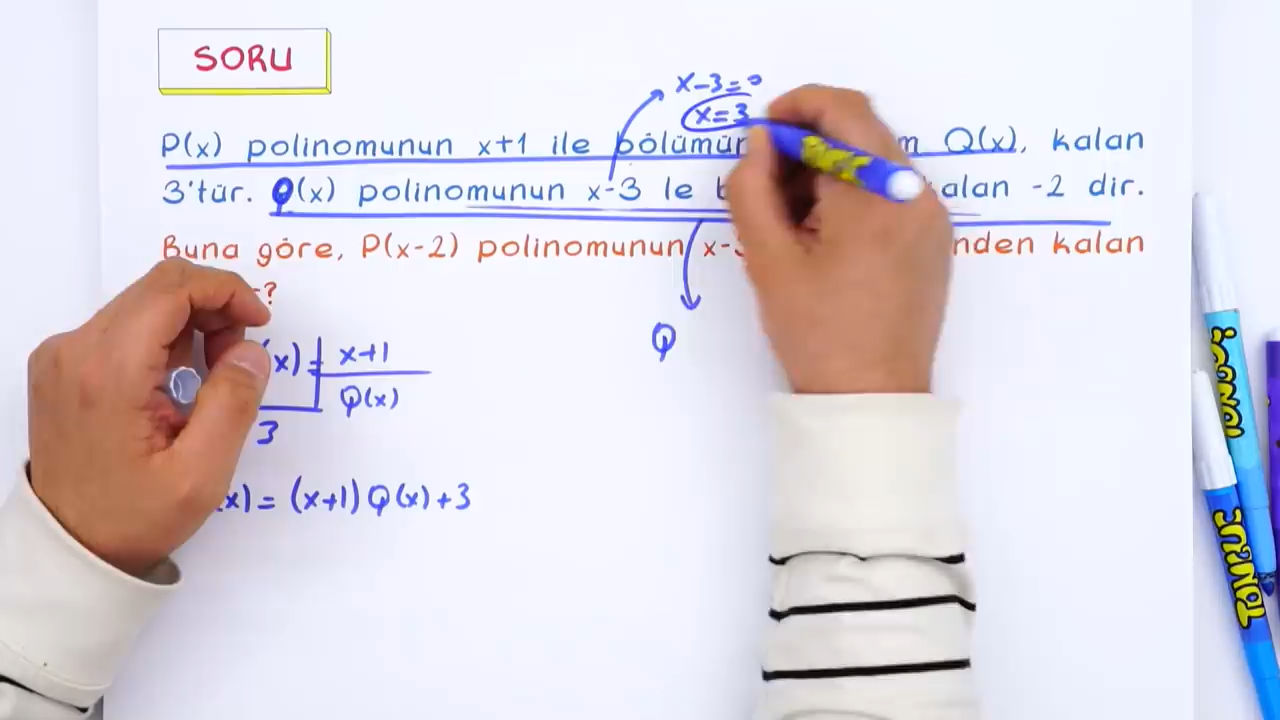 SORU
x-3=0
x=3
P(x) polinomunun x+1 ile Q(x), kalan
3'tür. Q(x) polinomunun x-3 le kalan -2 dir.
Buna göre, P(x-2) polinomunun kalan
?
(x) x+1
Q(x)
3
Q
(x)= (x+1) Q(x)+3